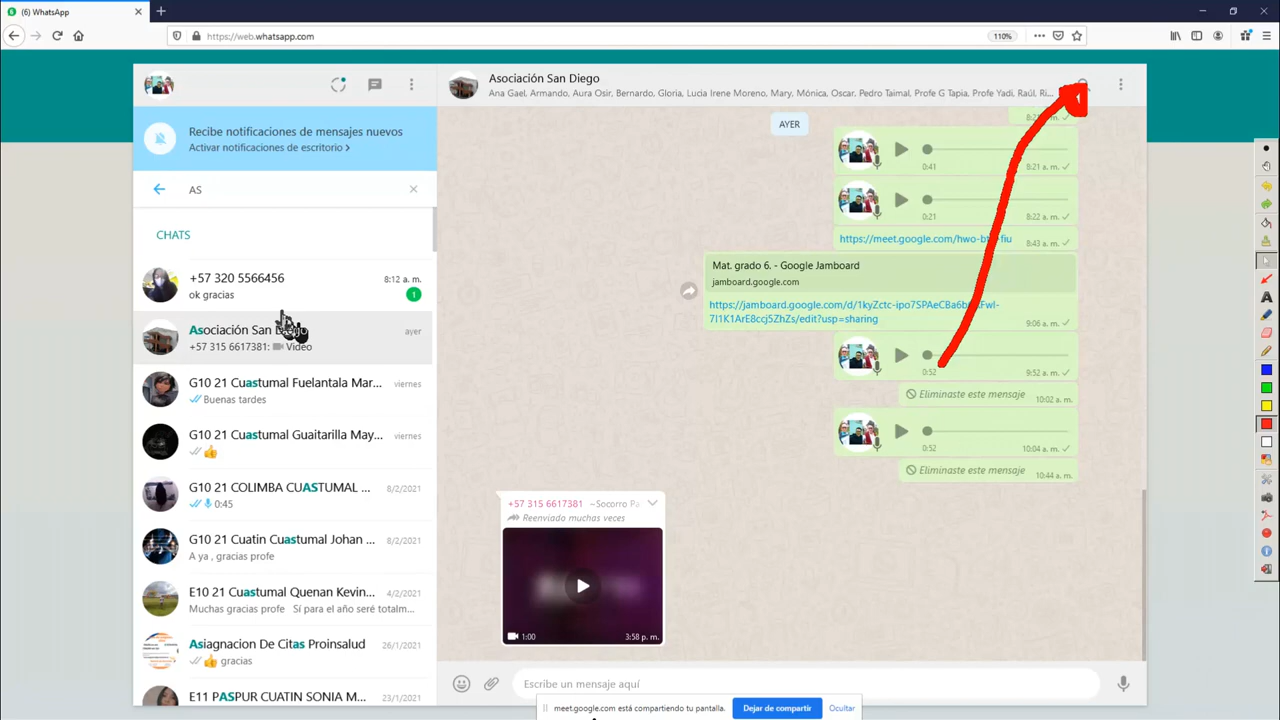 (6) WhatsApp
https://web.whatsapp.com
110%
Recibe notificaciones de mensajes nuevos
Activar notificaciones de escritorio
AS
CHATS
+57 320 5566456
8:12 a. m.
ok gracias
1
Asociación San
ayer
+57 315 6617381: Video
G10 21 Cuastumal Fuelantala Mar...
viernes
Buenas tardes
G10 21 Cuastumal Guaitarilla May...
viernes
G10 21 COLIMBA CUASTUMAL ...
8/2/2021
0:45
G10 21 Cuatin Cuastumal Johan ...
8/2/2021
A ya , gracias profe
E10 21 Cuastumal Quenan Kevin...
4/2/2021
Muchas gracias profe Sí para el año seré totalm...
Asiagnacion De Citas Proinsalud
26/1/2021
gracias
E11 PASPUR CUATIN SONIA M...
23/1/2021
Asociación San Diego
Ana Gael, Armando, Aura Osir, Bernardo, Gloria, Lucia Irene Moreno, Mary, Mónica, Oscar, Pedro Taimal, Profe G Tapia, Profe Yadi, Raúl, Ri...
AYER
0:41
8:21 a. m.
0:21
8:22 a. m.
https://meet.google.com/hwo-
8:43 a. m.
Mat. grado 6. - Google Jamboard
jamboard.google.com
https://jamboard.google.com/d/1kyZctc-ipo7SPAeCBa6b
7I1K1ArE8ccj5ZhZs/edit?usp=sharing
9:06 a. m.
0:52
9:52 a. m.
Eliminaste este mensaje
10:02 a. m.
0:52
10:04 a. m.
Eliminaste este mensaje
10:44 a. m.
+57 315 6617381 ~Socorro Pa
Reenviado muchas veces
1:00
3:58 p. m.
Escribe un mensaje aquí
meet.google.com está compartiendo tu pantalla.
Dejar de compartir
Ocultar